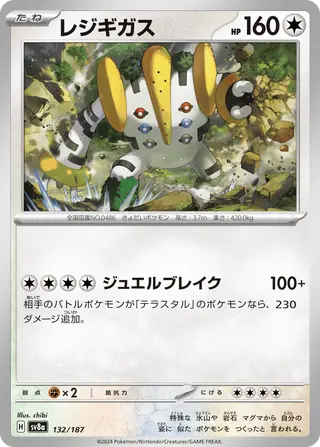 たね レジギガス HP 160
全国図鑑NO.0486 きょだいポケモン 高さ:3.7m 重さ:420.0kg
ジュエルブレイク 100+
相手のバトルポケモンが「テラスタル」のポケモンなら、230
ダメージ追加。
弱点 ×2 抵抗力 にげる
Illus. chibi
H sv8a 132/187
特殊な 氷山や 岩石 マグマから 自分の
姿に 似た ポケモンを つくったと 言われる。
©2024 Pokémon/Nintendo/Creatures/GAME FREAK.